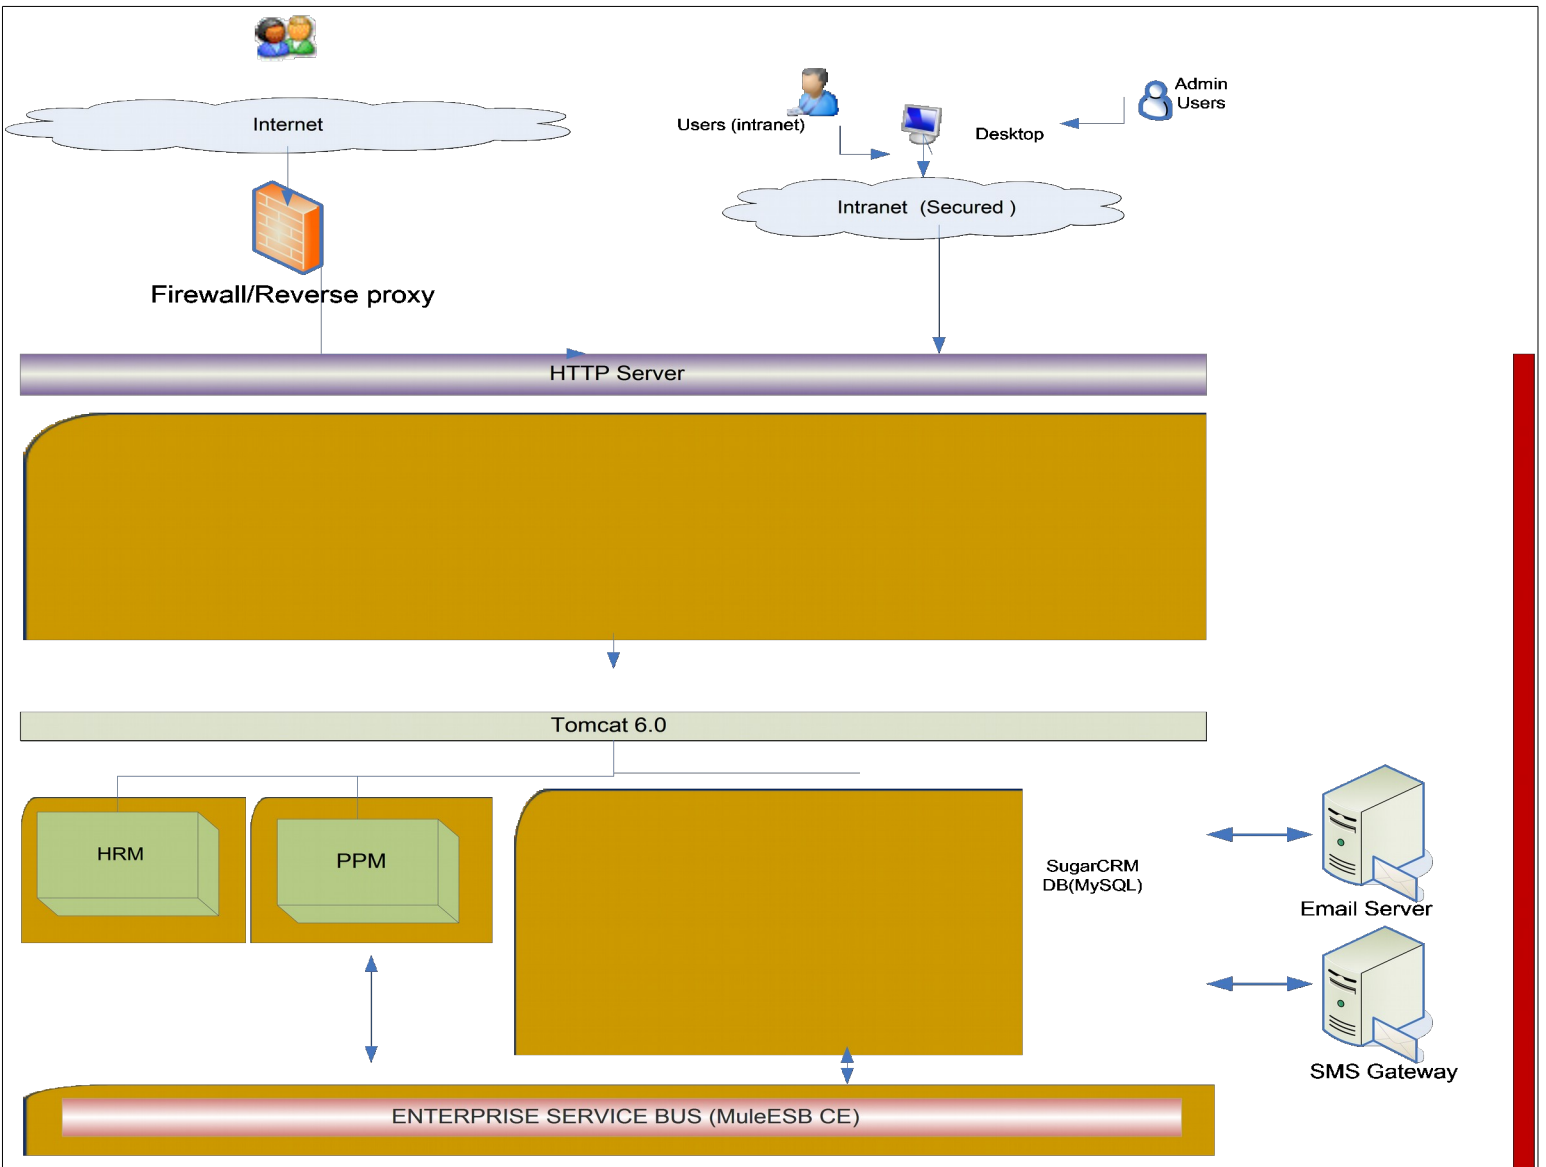 Internet
Users (intranet)
Desktop
Admin
Users
Intranet (Secured )
Firewall/Reverse proxy
HTTP Server
Tomcat 6.0
HRM
PPM
SugarCRM
DB(MySQL)
Email Server
SMS Gateway
ENTERPRISE SERVICE BUS (MuleESB CE)